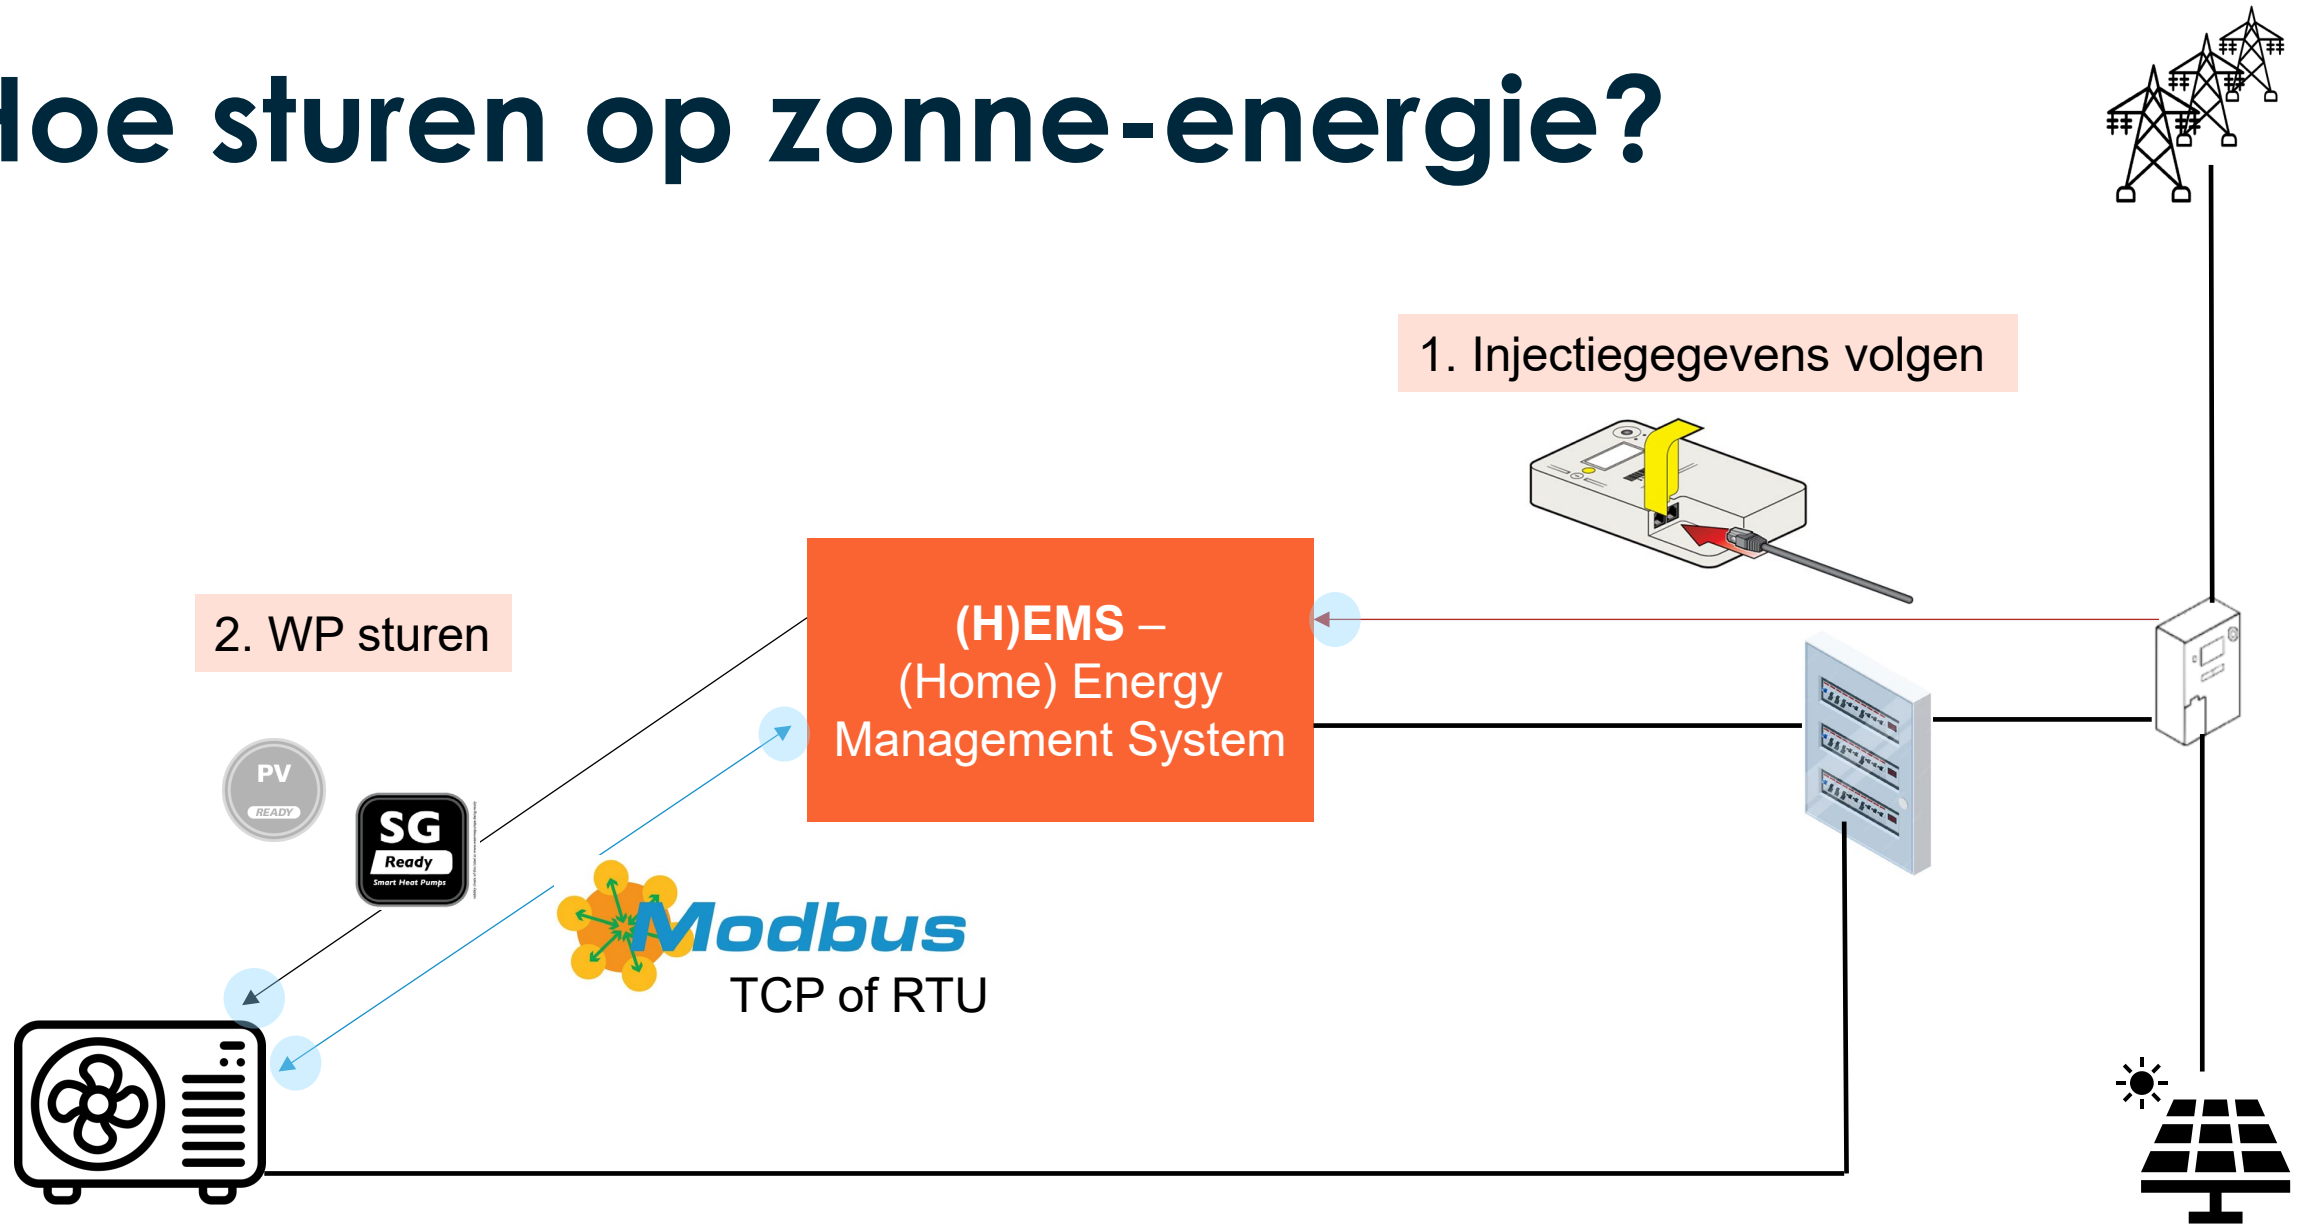 Hoe sturen op zonne-energie?
1. Injectiegegevens volgen
(H)EMS –
(Home) Energy
Management System
2. WP sturen
PV
READY
SG
Ready
Smart Heat Pumps
Modbus
TCP of RTU